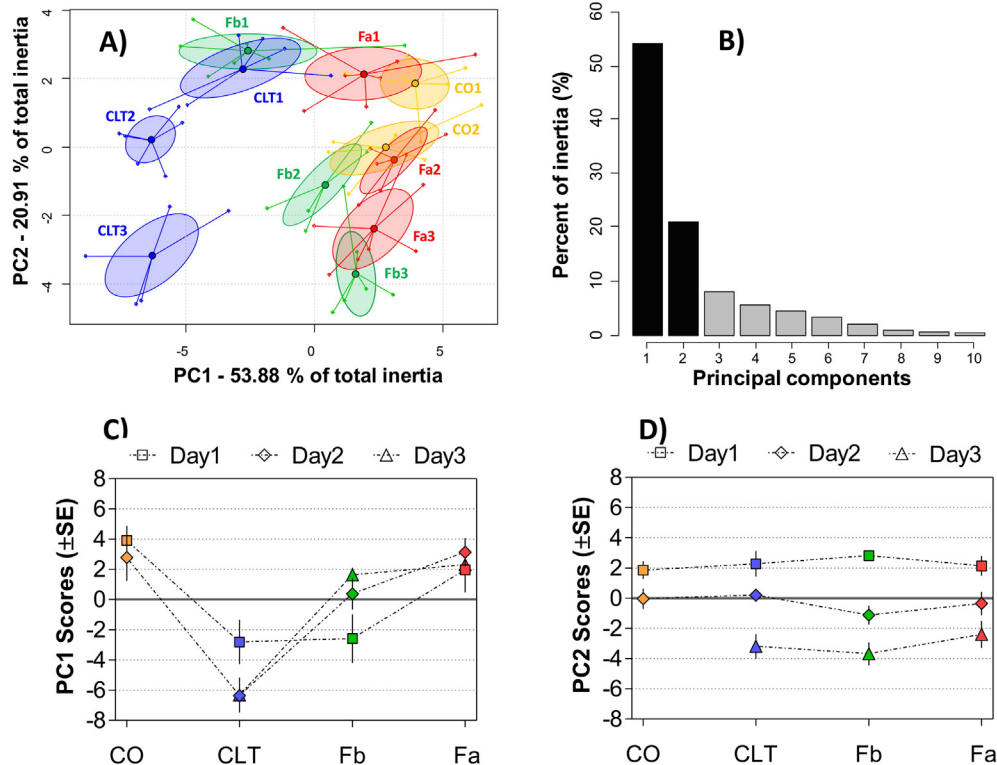 A)
Fb1
Fa1
CLT1
CO1
CLT2
CO2
Fb2
Fa2
CLT3
Fa3
Fb3
4
2
0
-2
-4
-5
0
5
PC2 - 20.91 % of total inertia
PC1 - 53.88 % of total inertia
B)
60
50
40
30
20
10
0
Percent of inertia (%)
1 2 3 4 5 6 7 8 9 10
Principal components
C)
Day1 Day2 Day3
8
6
4
2
0
-2
-4
-6
-8
PC1 Scores (±SE)
CO CLT Fb Fa
D)
Day1 Day2 Day3
8
6
4
2
0
-2
-4
-6
-8
PC2 Scores (±SE)
CO CLT Fb Fa